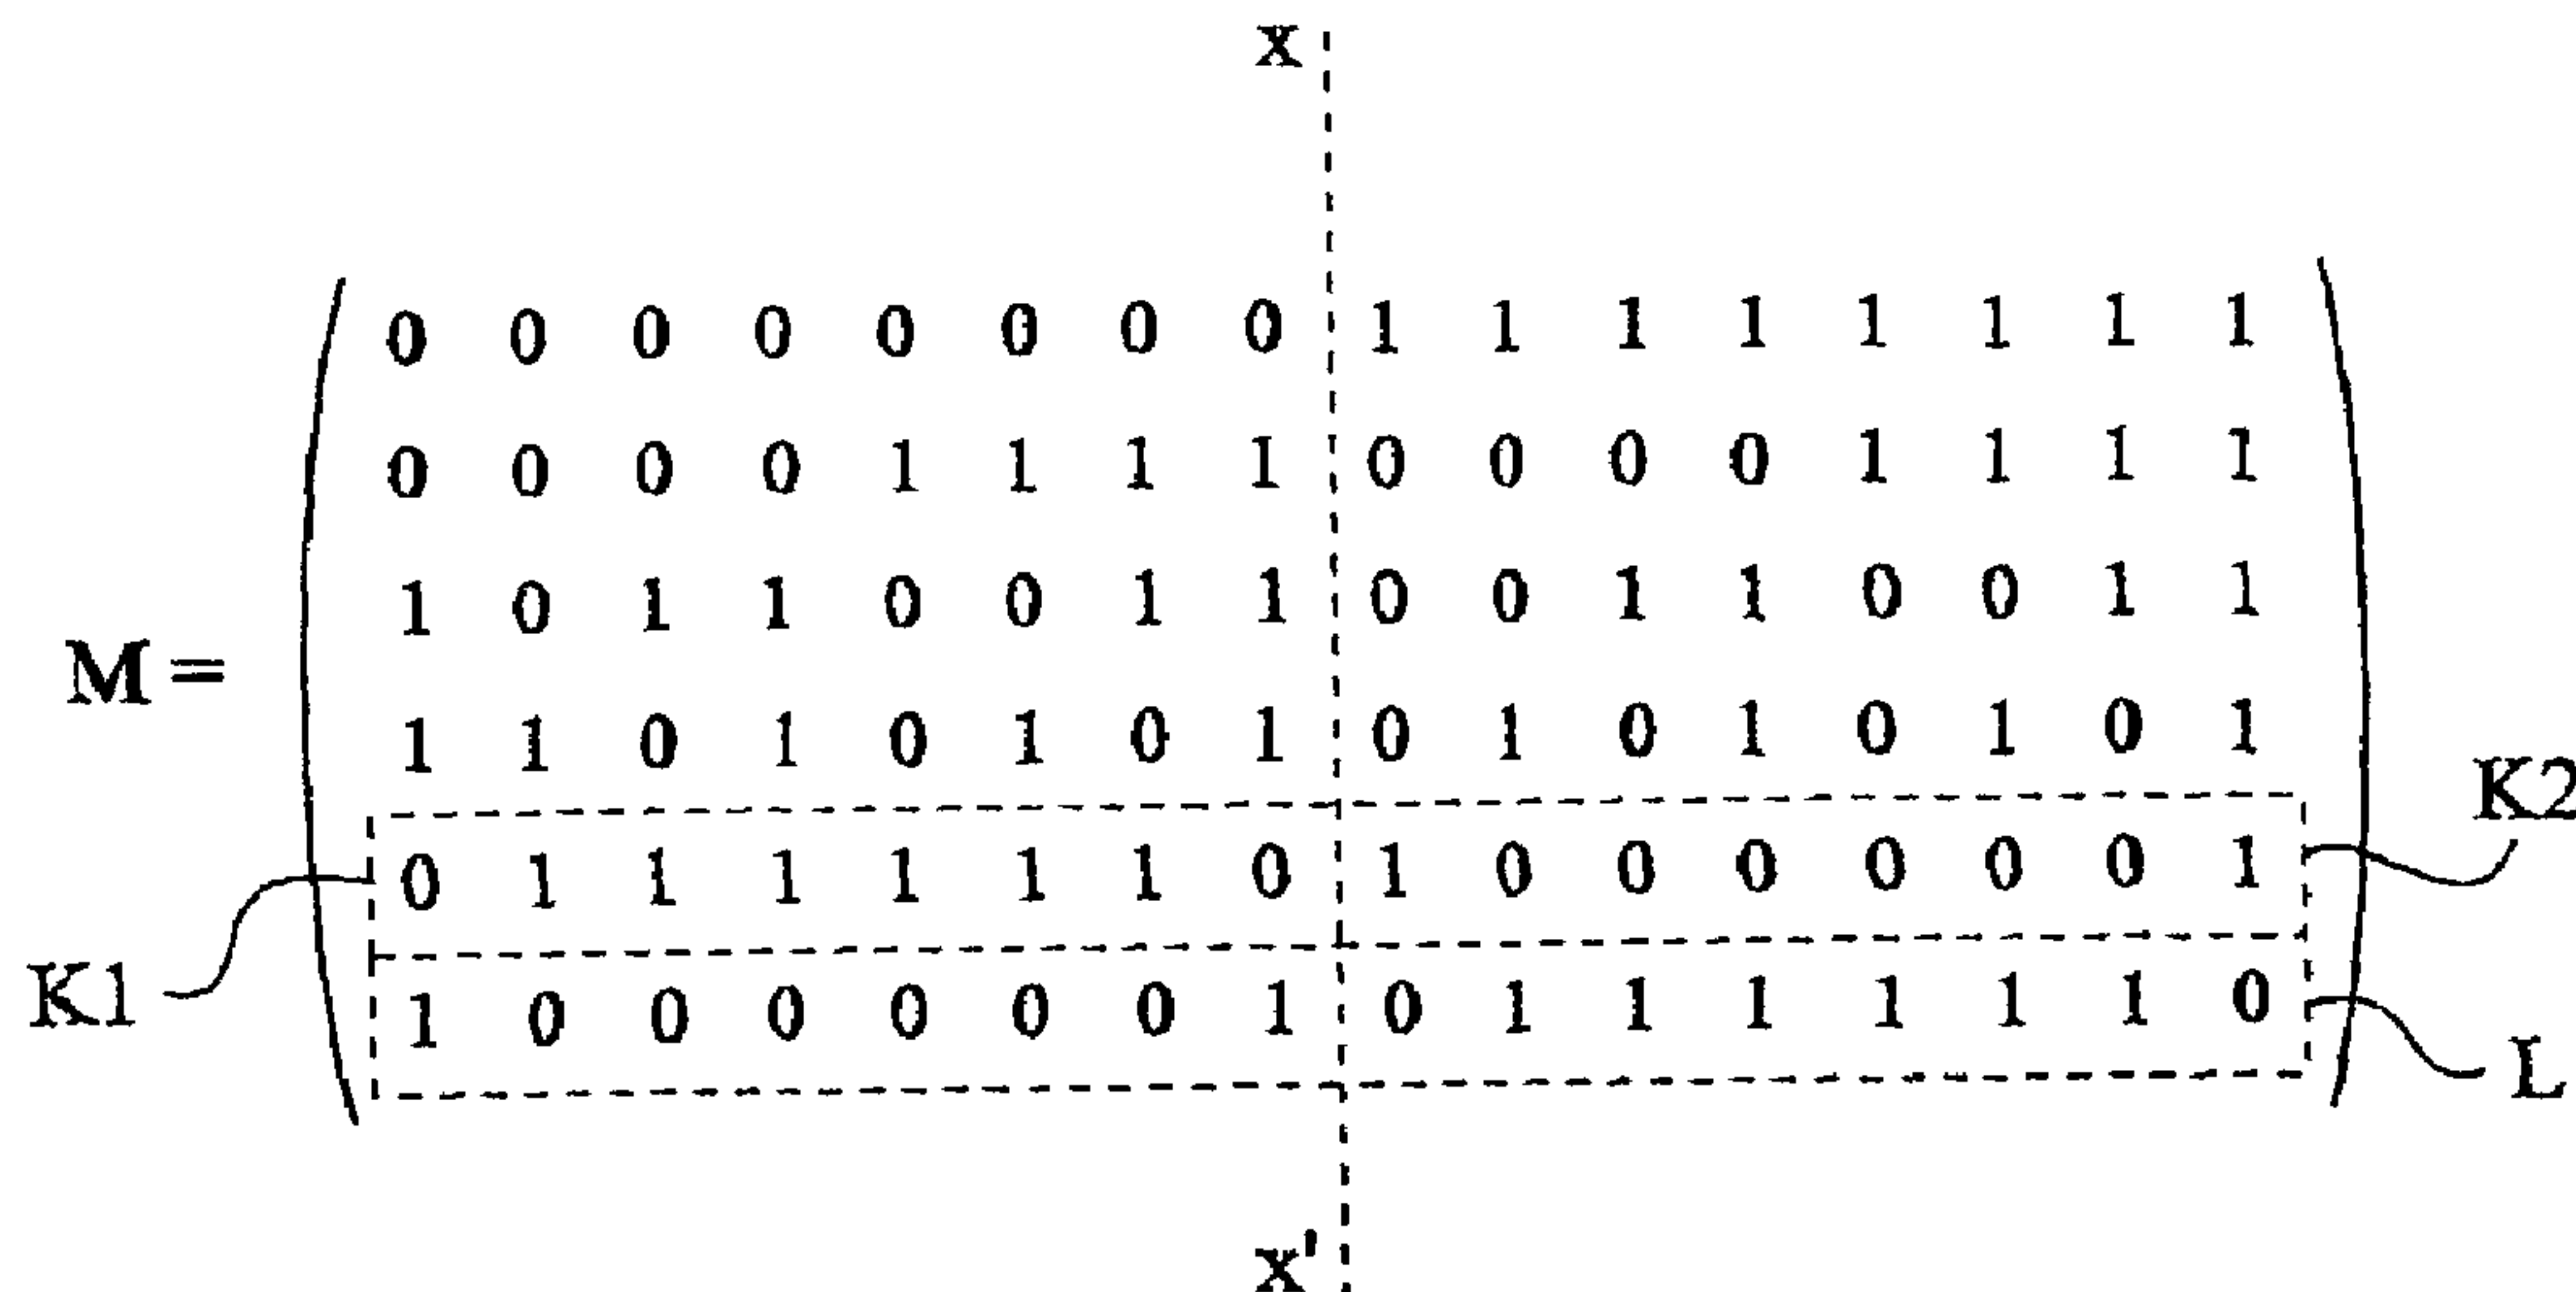 x
0 0 0 0 0 0 0 0 1 1 1 1 1 1 1 1
0 0 0 0 1 1 1 1 0 0 0 0 1 1 1 1
1 0 1 1 0 0 1 1 0 0 1 1 0 0 1 1
M =
1 1 0 1 0 1 0 1 0 1 0 1 0 1 0 1
K2
0 1 1 1 1 1 1 0 1 0 0 0 0 0 0 1
K1
1 0 0 0 0 0 0 1 0 1 1 1 1 1 1 0
L
x'